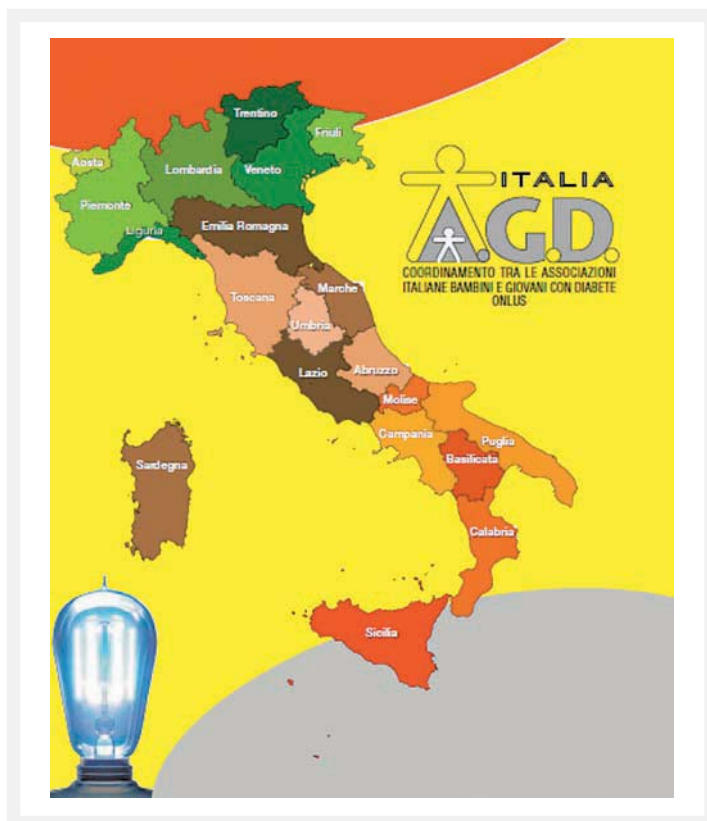 Trentino
Friuli
Aosta
Lombardia
Veneto
Piemonte
Liguria
Emilia Romagna
ITALIA
A.G.D.
COORDINAMENTO TRA LE ASSOCIAZIONI
ITALIANE BAMBINI E GIOVANI CON DIABETE
ONLUS
Toscana
Marche
Umbria
Lazio
Abruzzo
Molise
Campania
Puglia
Basilicata
Sardegna
Calabria
Sicilia